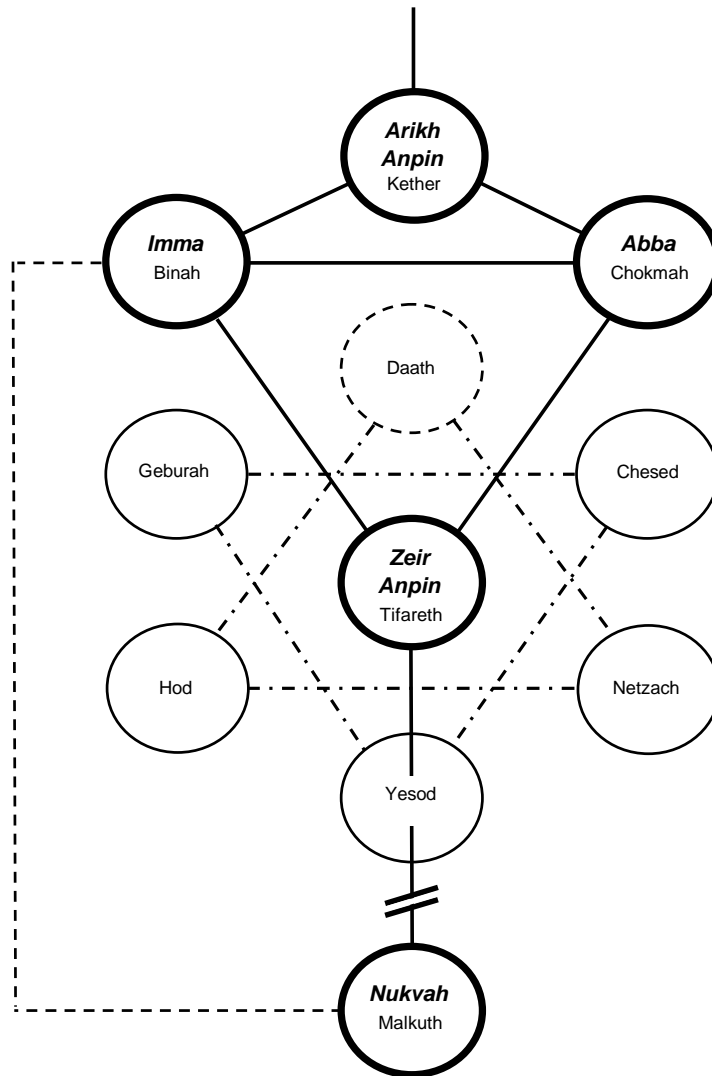 Arikh
Anpin
Kether
Imma
Binah
Abba
Chokmah
Daath
Geburah
Chesed
Zeir
Anpin
Tifareth
Hod
Netzach
Yesod
Nukvah
Malkuth